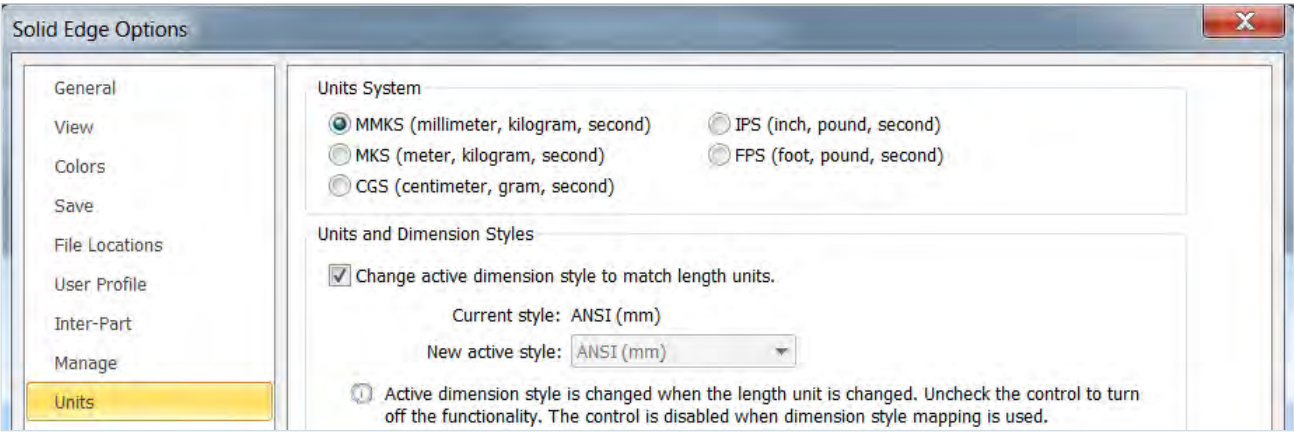 Solid Edge Options
X
General
View
Colors
Save
File Locations
User Profile
Inter-Part
Manage
Units
Units System
MMKS (millimeter, kilogram, second)
IPS (inch, pound, second)
MKS (meter, kilogram, second)
FPS (foot, pound, second)
CGS (centimeter, gram, second)
Units and Dimension Styles
Change active dimension style to match length units.
Current style: ANSI (mm)
New active style: ANSI (mm)
Active dimension style is changed when the length unit is changed. Uncheck the control to turn
off the functionality. The control is disabled when dimension style mapping is used.